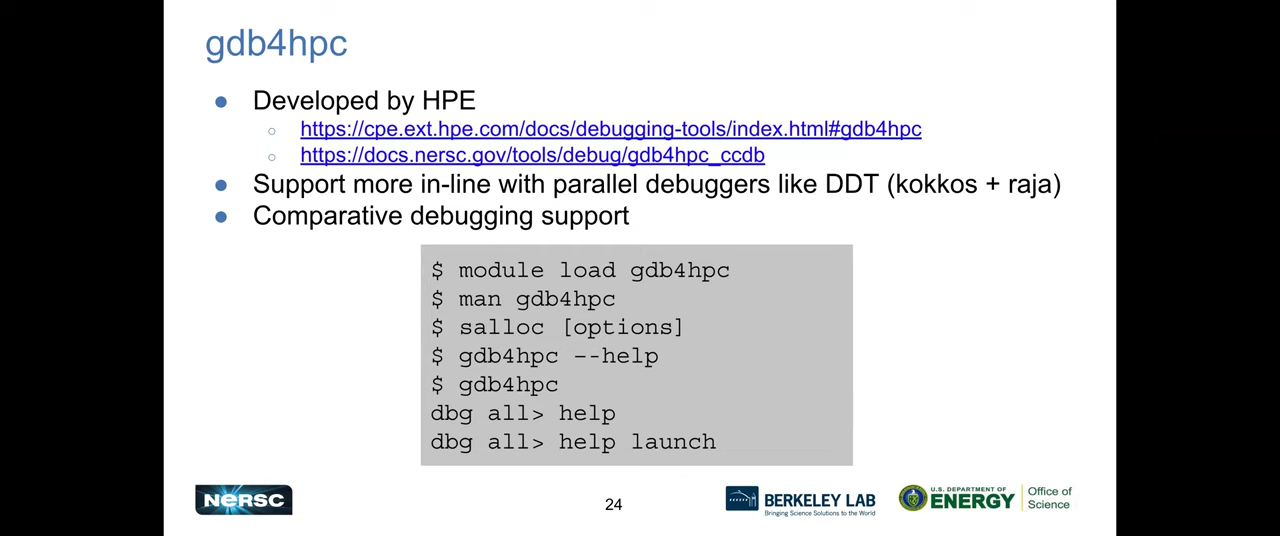 gdb4hpc
● Developed by HPE
○ https://cpe.ext.hpe.com/docs/debugging-tools/index.html#gdb4hpc
○ https://docs.nersc.gov/tools/debug/gdb4hpc_ccdb
● Support more in-line with parallel debuggers like DDT (kokkos + raja)
● Comparative debugging support
$ module load gdb4hpc
$ man gdb4hpc
$ salloc [options]
$ gdb4hpc –-help
$ gdb4hpc
dbg all> help
dbg all> help launch
NERSC
24
BERKELEY LAB
Bringing Science Solutions to the World
U.S. DEPARTMENT OF
ENERGY
Office of
Science